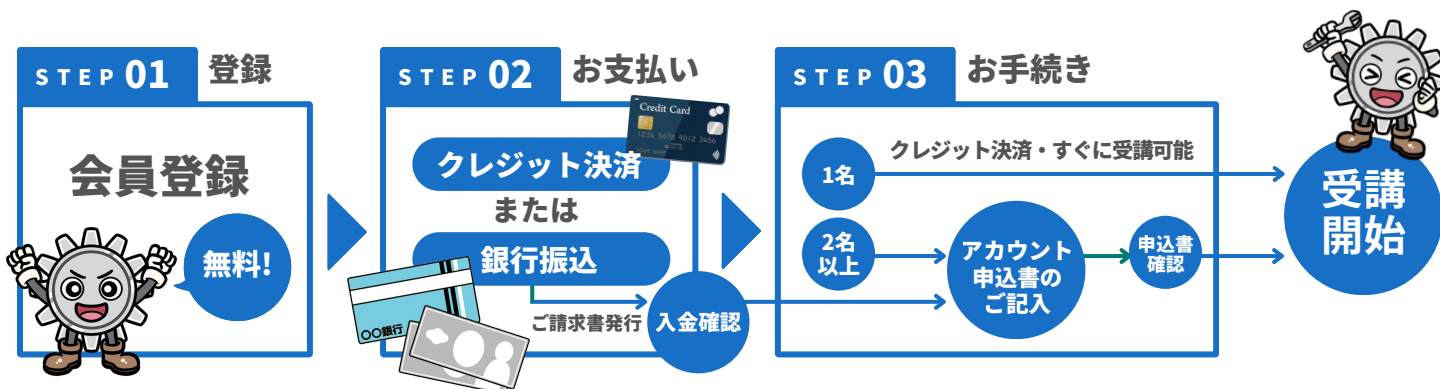 STEP 01 登録
会員登録
無料!
STEP 02 お支払い
Credit Card
1234 5678 9012 3456
クレジット決済
または
銀行振込
〇〇銀行
ご請求書発行
入金確認
STEP 03 お手続き
1名
クレジット決済・すぐに受講可能
2名
以上
アカウント
申込書の
ご記入
申込書
確認
受講
開始